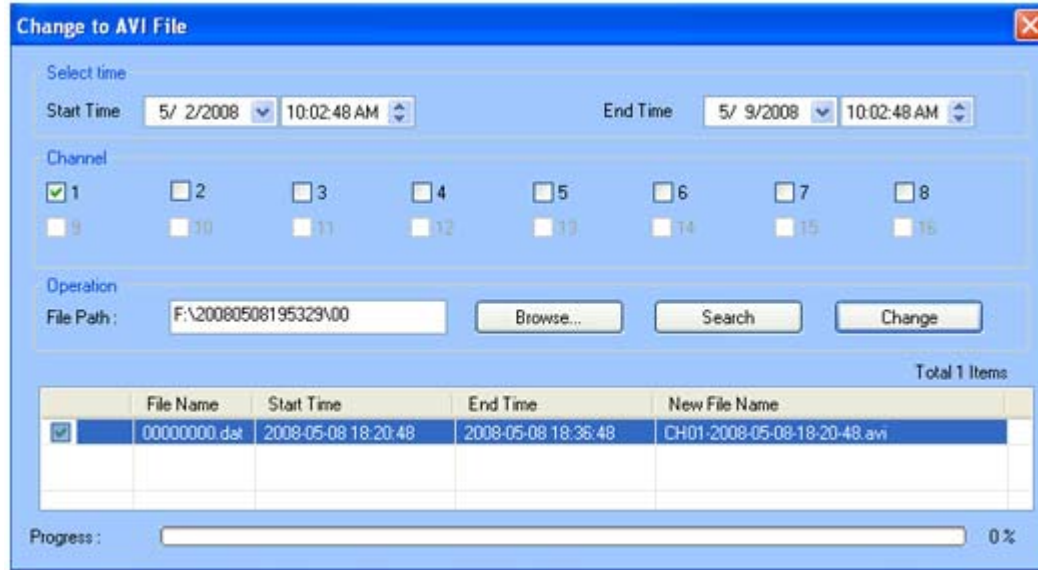 Change to AVI File
Select time
Start Time 5/ 2/2008 10:02:48 AM End Time 5/ 9/2008 10:02:48 AM
Channel
1 2 3 4 5 6 7 8
9 10 11 12 13 14 15 16
Operation
File Path : F:\20080508195329\00 Browse... Search Change
Total 1 Items
File Name Start Time End Time New File Name
00000000.dat 2008-05-08 18:20:48 2008-05-08 18:36:48 CH01-2008-05-08-18-20-48.avi
Progress : 0 %